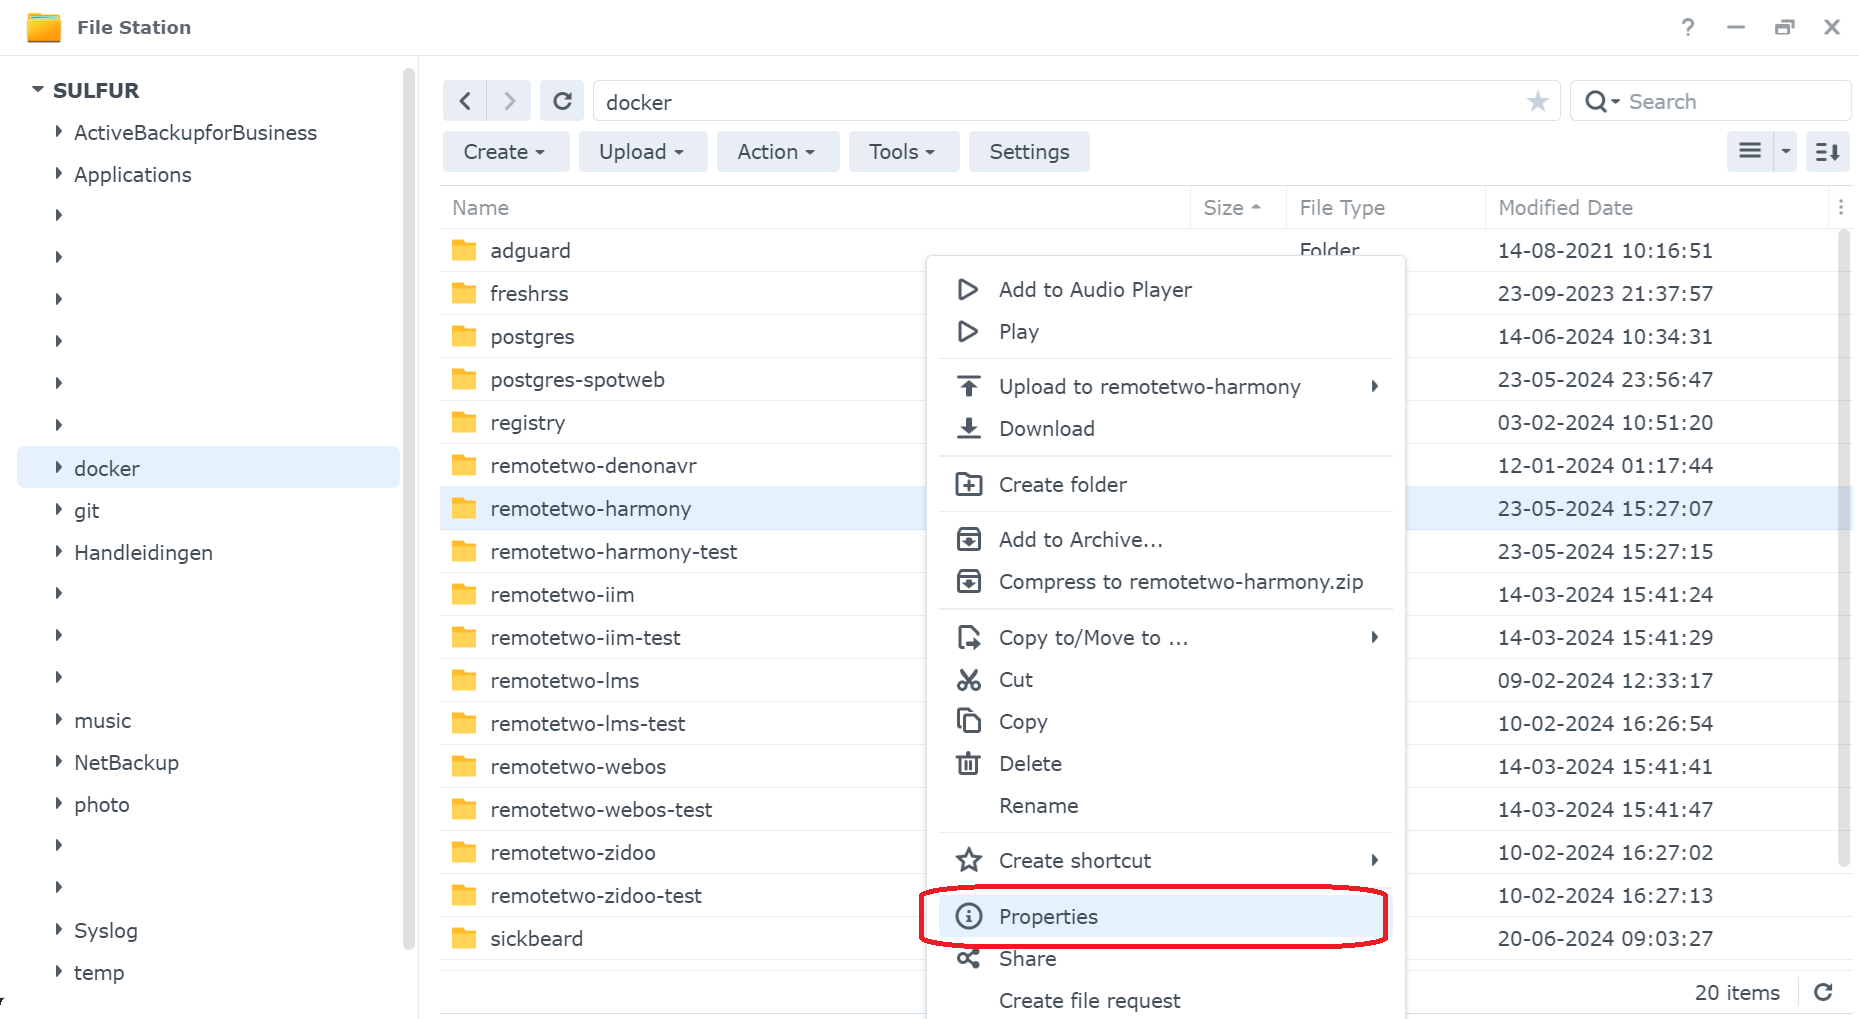 File Station
?
SULFUR
ActiveBackupforBusiness
Applications
docker
git
Handleidingen
music
NetBackup
photo
Syslog
temp
docker
Search
Create
Upload
Action
Tools
Settings
Name
Size
File Type
Modified Date
adguard
Folder
14-08-2021 10:16:51
freshrss
23-09-2023 21:37:57
postgres
14-06-2024 10:34:31
postgres-spotweb
23-05-2024 23:56:47
registry
03-02-2024 10:51:20
remotetwo-denonavr
12-01-2024 01:17:44
remotetwo-harmony
23-05-2024 15:27:07
remotetwo-harmony-test
23-05-2024 15:27:15
remotetwo-iim
14-03-2024 15:41:24
remotetwo-iim-test
14-03-2024 15:41:29
remotetwo-lms
09-02-2024 12:33:17
remotetwo-lms-test
10-02-2024 16:26:54
remotetwo-webos
14-03-2024 15:41:41
remotetwo-webos-test
14-03-2024 15:41:47
remotetwo-zidoo
10-02-2024 16:27:02
remotetwo-zidoo-test
10-02-2024 16:27:13
sickbeard
20-06-2024 09:03:27
20 items
Add to Audio Player
Play
Upload to remotetwo-harmony
Download
Create folder
Add to Archive...
Compress to remotetwo-harmony.zip
Copy to/Move to ...
Cut
Copy
Delete
Rename
Create shortcut
Properties
Share
Create file request